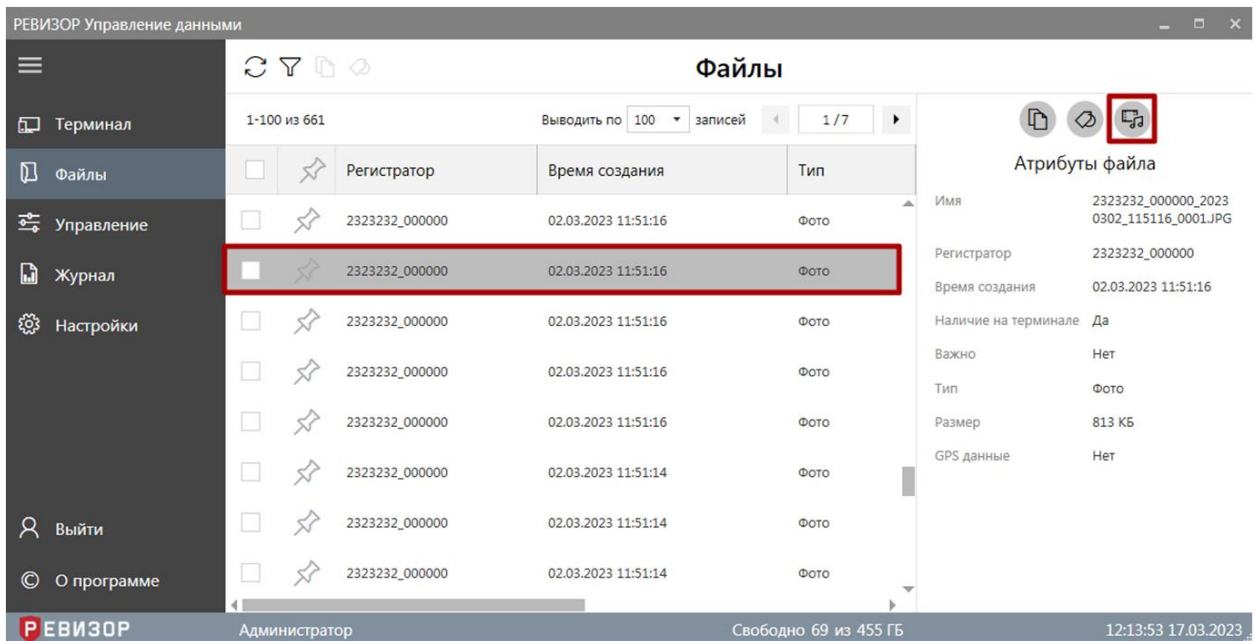 РЕВИЗОР Управление данными
Файлы
Терминал
Файлы
Управление
Журнал
Настройки
Выйти
О программе
1-100 из 661
Выводить по 100 записей
1 / 7
Регистратор Время создания Тип
2323232_000000 02.03.2023 11:51:16 Фото
2323232_000000 02.03.2023 11:51:16 Фото
2323232_000000 02.03.2023 11:51:16 Фото
2323232_000000 02.03.2023 11:51:16 Фото
2323232_000000 02.03.2023 11:51:16 Фото
2323232_000000 02.03.2023 11:51:14 Фото
2323232_000000 02.03.2023 11:51:14 Фото
2323232_000000 02.03.2023 11:51:14 Фото
Атрибуты файла
Имя 2323232_000000_2023
0302_115116_0001.JPG
Регистратор 2323232_000000
Время создания 02.03.2023 11:51:16
Наличие на терминале Да
Важно Нет
Тип Фото
Размер 813 КБ
GPS данные Нет
РЕВИЗОР Администратор Свободно 69 из 455 ГБ 12:13:53 17.03.2023